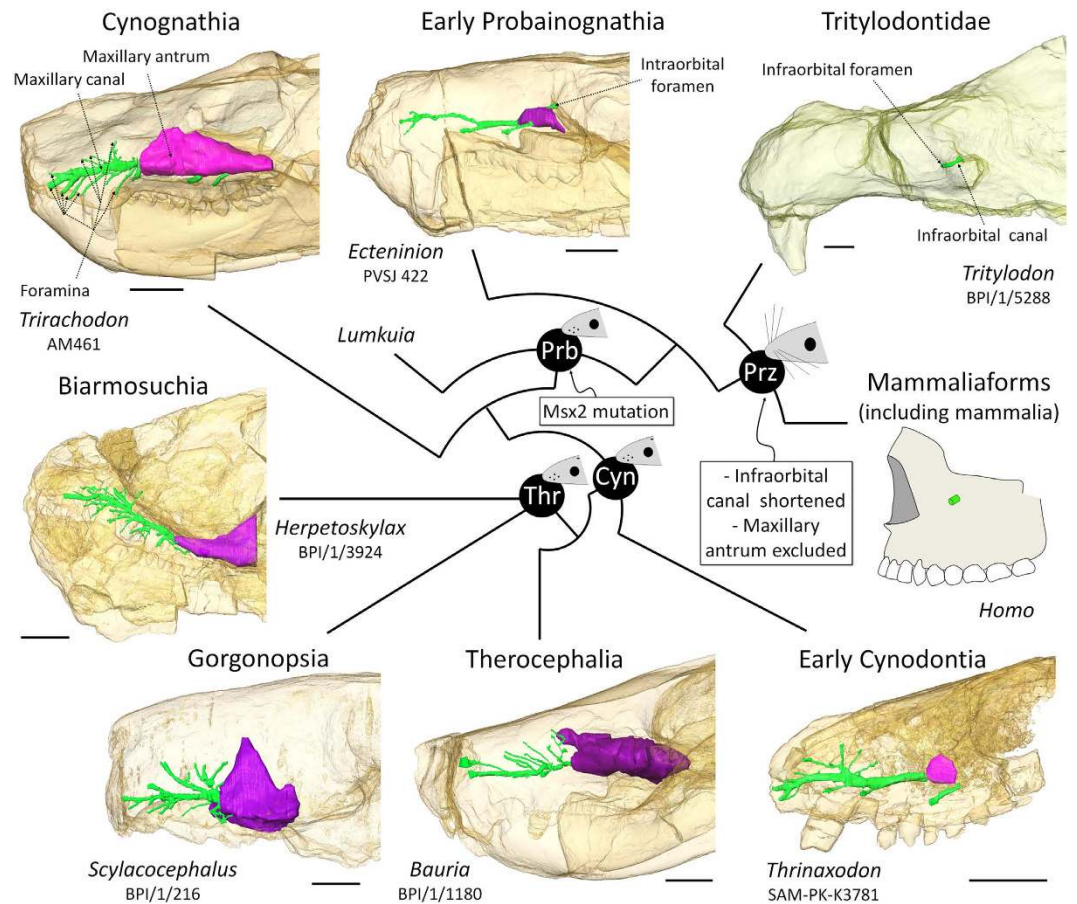 Cynognathia
Maxillary antrum
Maxillary canal
Foramina
Trirachodon
AM461
Early Probainognathia
Intraorbital
foramen
Ecteninion
PVSJ 422
Tritylodontidae
Infraorbital foramen
Infraorbital canal
Tritylodon
BPI/1/5288
Lumkuia
Prb
Msx2 mutation
Prz
- Infraorbital
canal shortened
- Maxillary
antrum excluded
Mammaliaforms
(including mammalia)
Homo
Biarmosuchia
Herpetoskylax
BPI/1/3924
Thr
Cyn
Gorgonopsia
Scylacocephalus
BPI/1/216
Therocephalia
Bauria
BPI/1/1180
Early Cynodontia
Thrinaxodon
SAM-PK-K3781